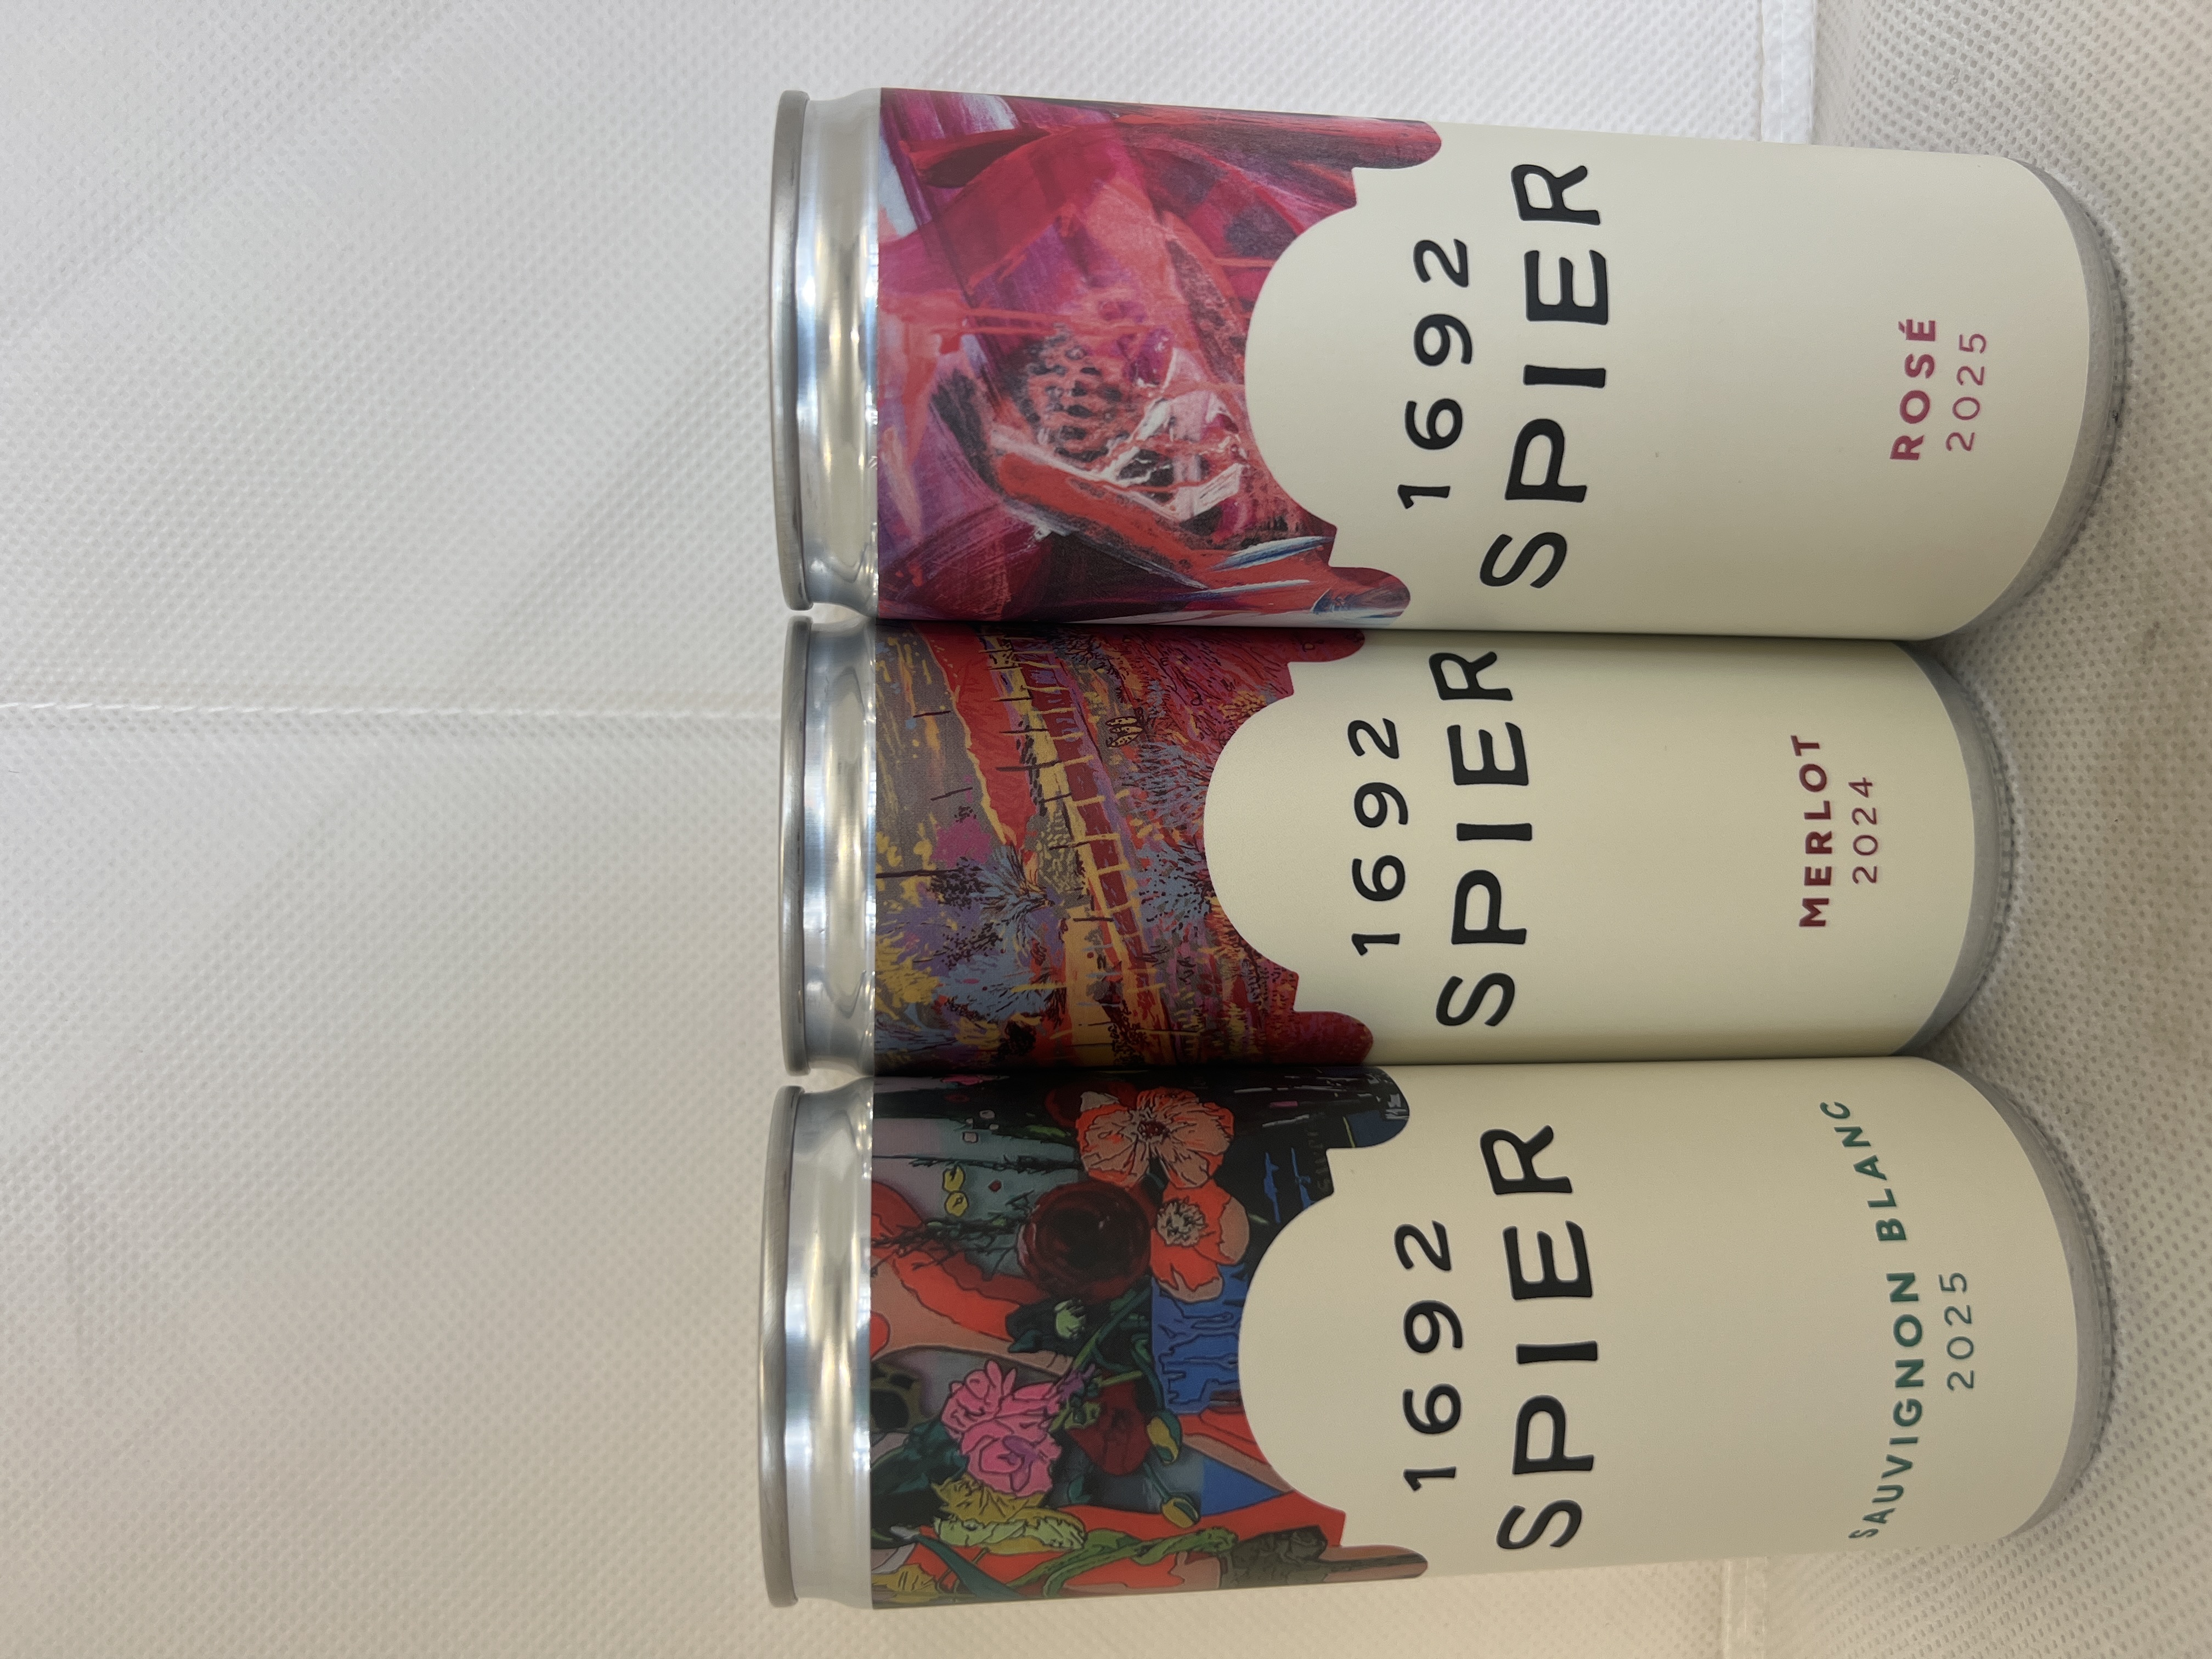 1692
SPIER
SAUVIGNON BLANC
2025
1692
SPIER
MERLOT
2024
1692
SPIER
ROSÉ
2025